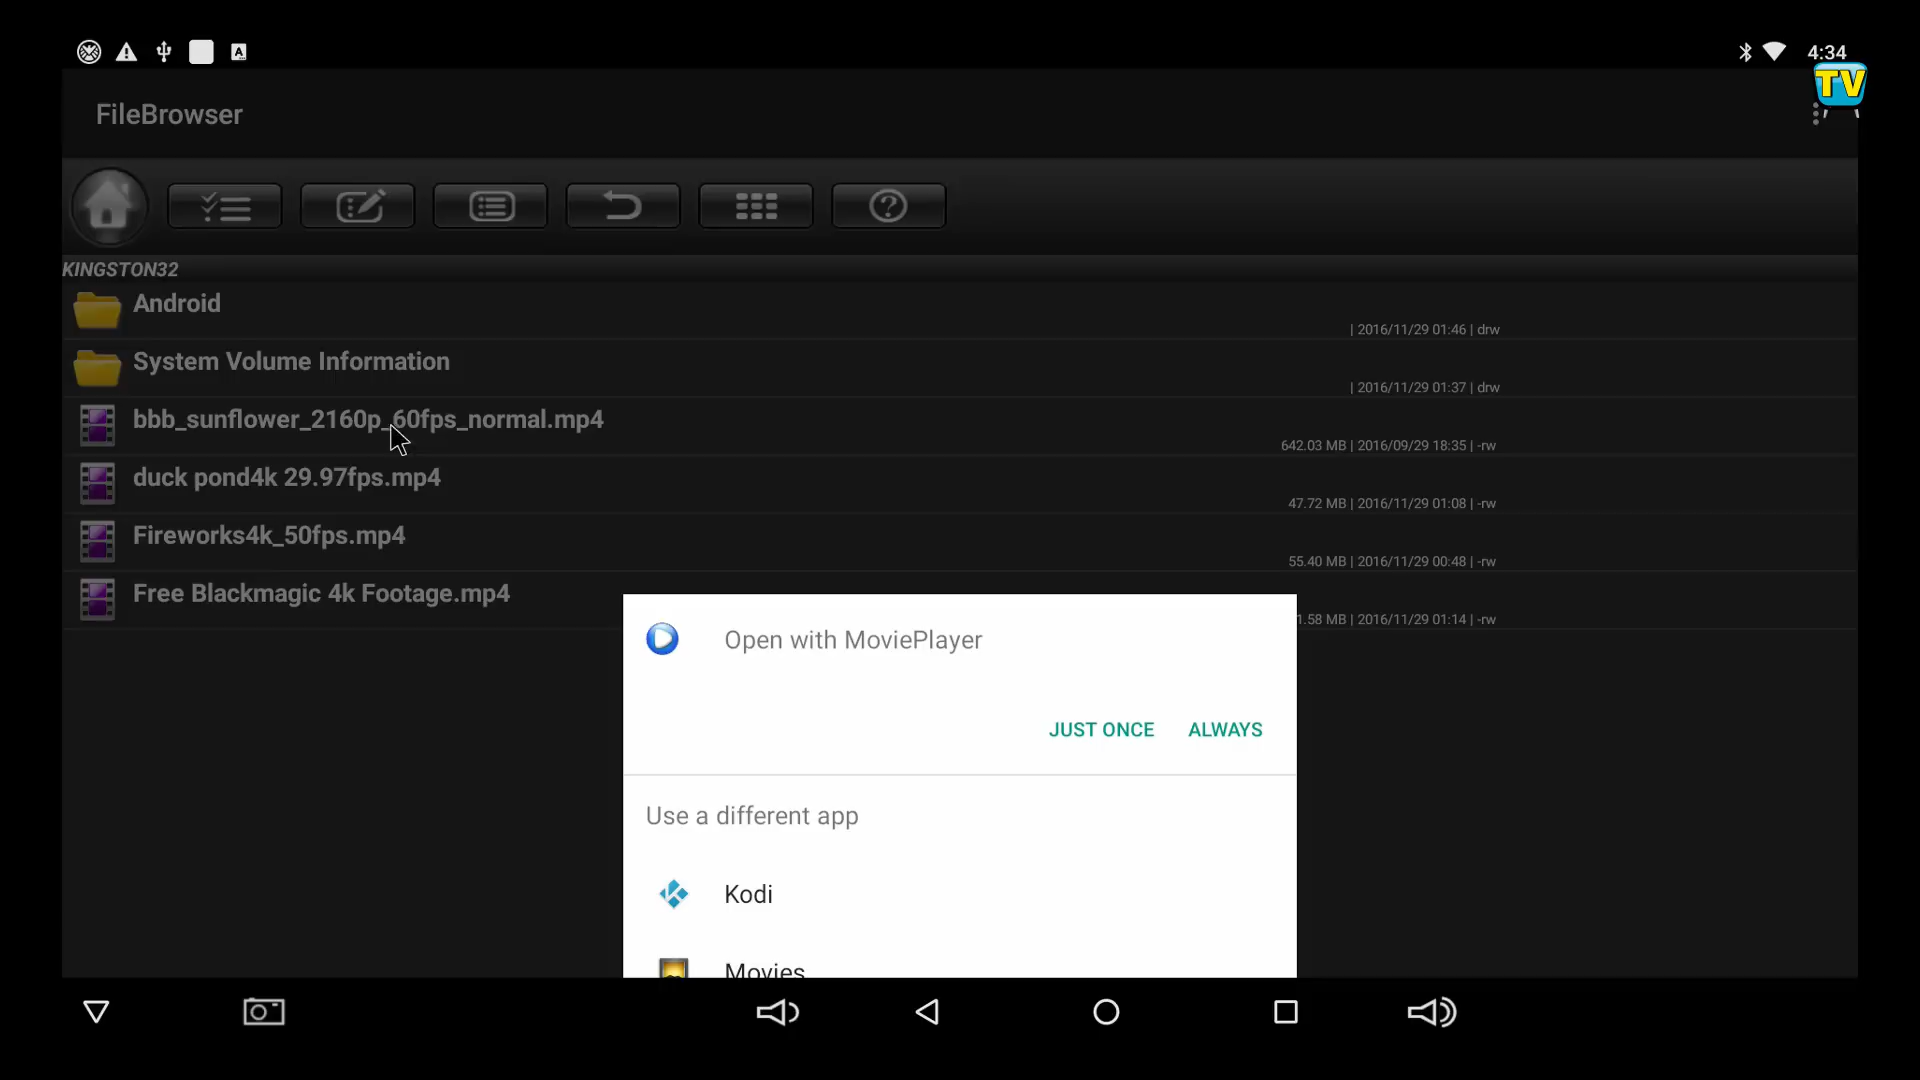 4:34
TV
FileBrowser
KINGSTON32
Android
| 2016/11/29 01:46 | drw
System Volume Information
| 2016/11/29 01:37 | drw
bbb_sunflower_2160p_60fps_normal.mp4
642.03 MB | 2016/09/29 18:35 | -rw
duck pond4k 29.97fps.mp4
47.72 MB | 2016/11/29 01:08 | -rw
Fireworks4k_50fps.mp4
55.40 MB | 2016/11/29 00:48 | -rw
Free Blackmagic 4k Footage.mp4
1.58 MB | 2016/11/29 01:14 | -rw
Open with MoviePlayer
JUST ONCE ALWAYS
Use a different app
Kodi
Movies